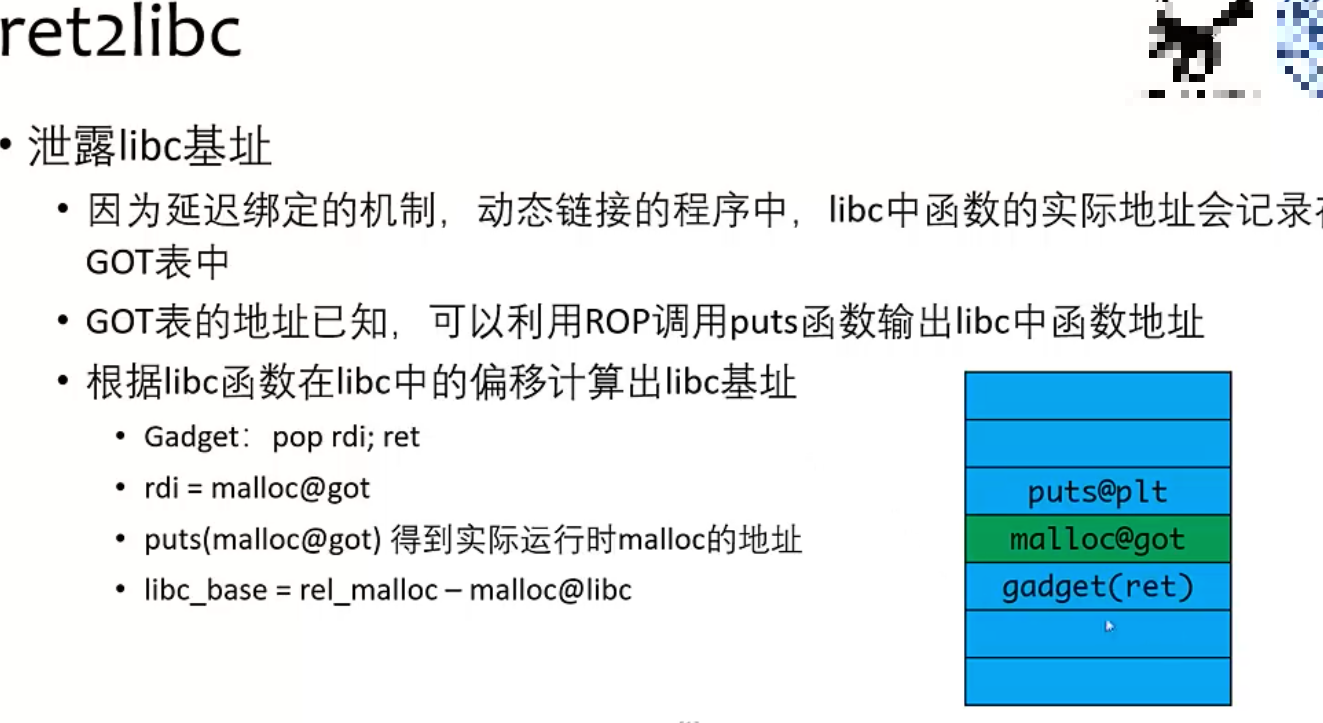 ret2libc
• 泄露libc基址
• 因为延迟绑定的机制，动态链接的程序中，libc中函数的实际地址会记录在
GOT表中
• GOT表的地址已知，可以利用ROP调用puts函数输出libc中函数地址
• 根据libc函数在libc中的偏移计算出libc基址
• Gadget： pop rdi; ret
• rdi = malloc@got
• puts(malloc@got) 得到实际运行时malloc的地址
• libc_base = rel_malloc – malloc@libc
puts@plt
malloc@got
gadget(ret)